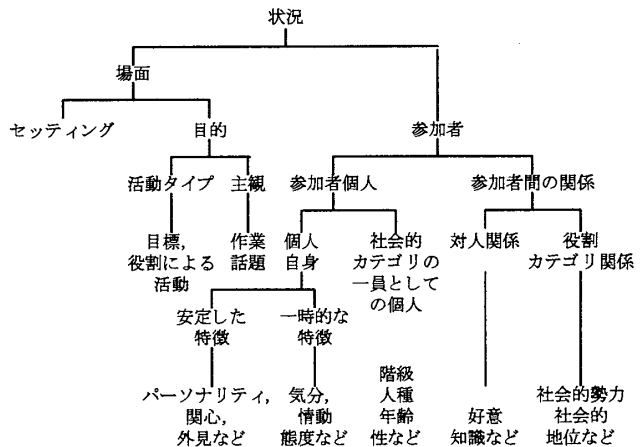 状況
場面
セッティング
目的
参加者
活動タイプ
主観
参加者個人
参加者間の関係
目標,
役割による
活動
作業
話題
個人
自身
社会的
カテゴリの
一員として
の個人
対人関係
役割
カテゴリ関係
安定した
特徴
一時的な
特徴
パーソナリティ,
関心,
外見など
気分,
情動
態度など
階級
人種
年齢
性など
好意
知識など
社会的勢力
社会的
地位など